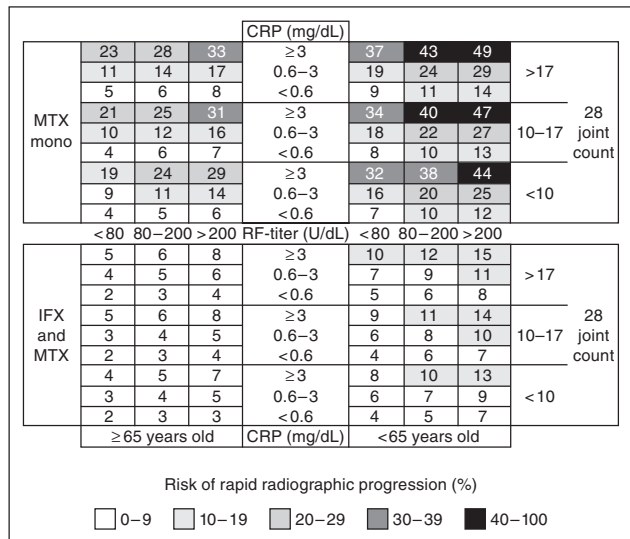 CRP (mg/dL)
23 28 33 ≥3 37 43 49
11 14 17 0.6–3 19 24 29 >17
5 6 8 <0.6 9 11 14
21 25 31 ≥3 34 40 47
MTX mono 10 12 16 0.6–3 18 22 27 10–17 28 joint count
4 6 7 <0.6 8 10 13
19 24 29 ≥3 32 38 44
9 11 14 0.6–3 16 20 25 <10
4 5 6 <0.6 7 10 12
<80 80–200 >200 RF-titer (U/dL) <80 80–200 >200
5 6 8 ≥3 10 12 15
4 5 6 0.6–3 7 9 11 >17
2 3 4 <0.6 5 6 8
5 6 8 ≥3 9 11 14
IFX and MTX 3 4 5 0.6–3 6 8 10 10–17 28 joint count
2 3 4 <0.6 4 6 7
4 5 7 ≥3 8 10 13
3 4 5 0.6–3 6 7 9 <10
2 3 3 <0.6 4 5 7
≥65 years old CRP (mg/dL) <65 years old
Risk of rapid radiographic progression (%)
0–9 10–19 20–29 30–39 40–100